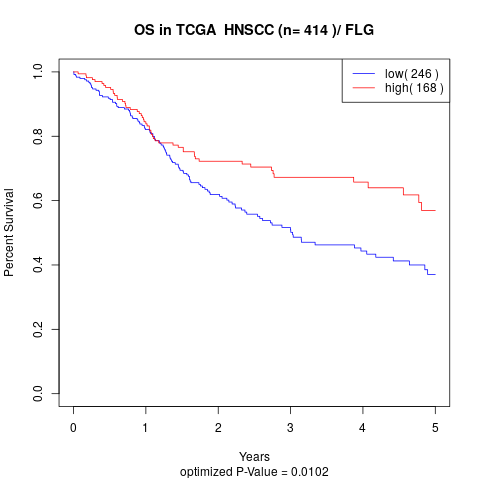 OS in TCGA  HNSCC (n= 414 )/ FLG
low( 246 )
high( 168 )
Percent Survival
1.0
0.8
0.6
0.4
0.2
0.0
0 1 2 3 4 5
Years
optimized P-Value = 0.0102